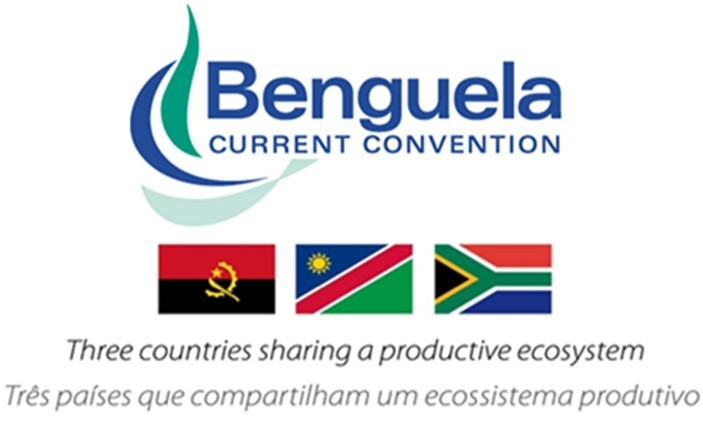 Benguela
CURRENT CONVENTION
Three countries sharing a productive ecosystem
Três países que compartilham um ecossistema produtivo